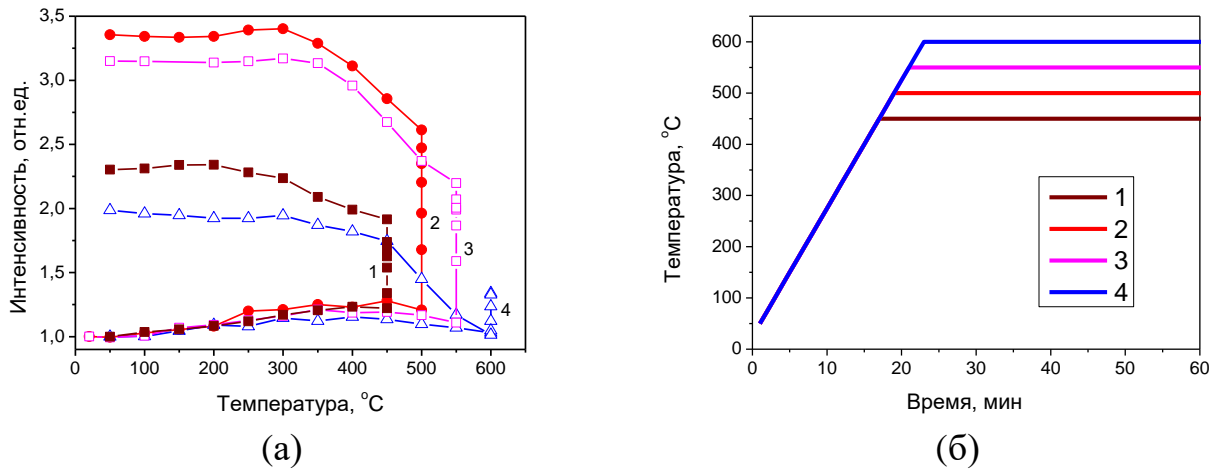 3,5
3,0
2,5
2,0
1,5
1,0
Интенсивность, отн.ед.
0 100 200 300 400 500 600
Температура, °C
1
2
3
4
(а)
600
500
400
300
200
100
0
Температура, °C
0 10 20 30 40 50 60
Время, мин
1
2
3
4
(б)